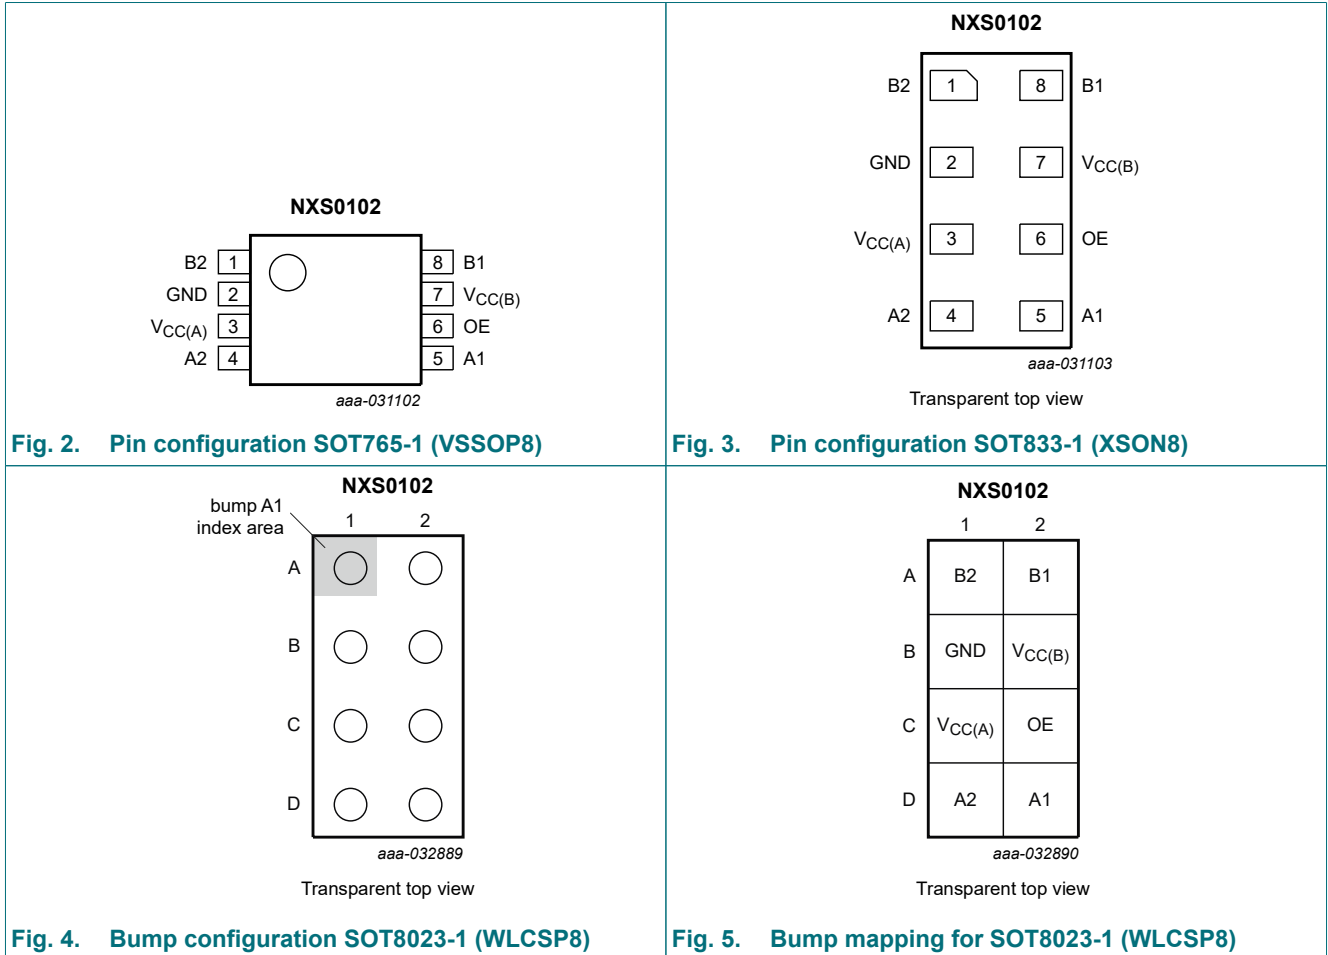 NXS0102
B2 1
8 B1
GND 2
7 VCC(B)
VCC(A) 3
6 OE
A2 4
5 A1
aaa-031102
Fig. 2. Pin configuration SOT765-1 (VSSOP8)
NXS0102
B2 1
8 B1
GND 2
7 VCC(B)
VCC(A) 3
6 OE
A2 4
5 A1
aaa-031103
Transparent top view
Fig. 3. Pin configuration SOT833-1 (XSON8)
NXS0102
bump A1
index area
1 2
A
B
C
D
aaa-032889
Transparent top view
Fig. 4. Bump configuration SOT8023-1 (WLCSP8)
NXS0102
1 2
A B2 B1
B GND VCC(B)
C VCC(A) OE
D A2 A1
aaa-032890
Transparent top view
Fig. 5. Bump mapping for SOT8023-1 (WLCSP8)